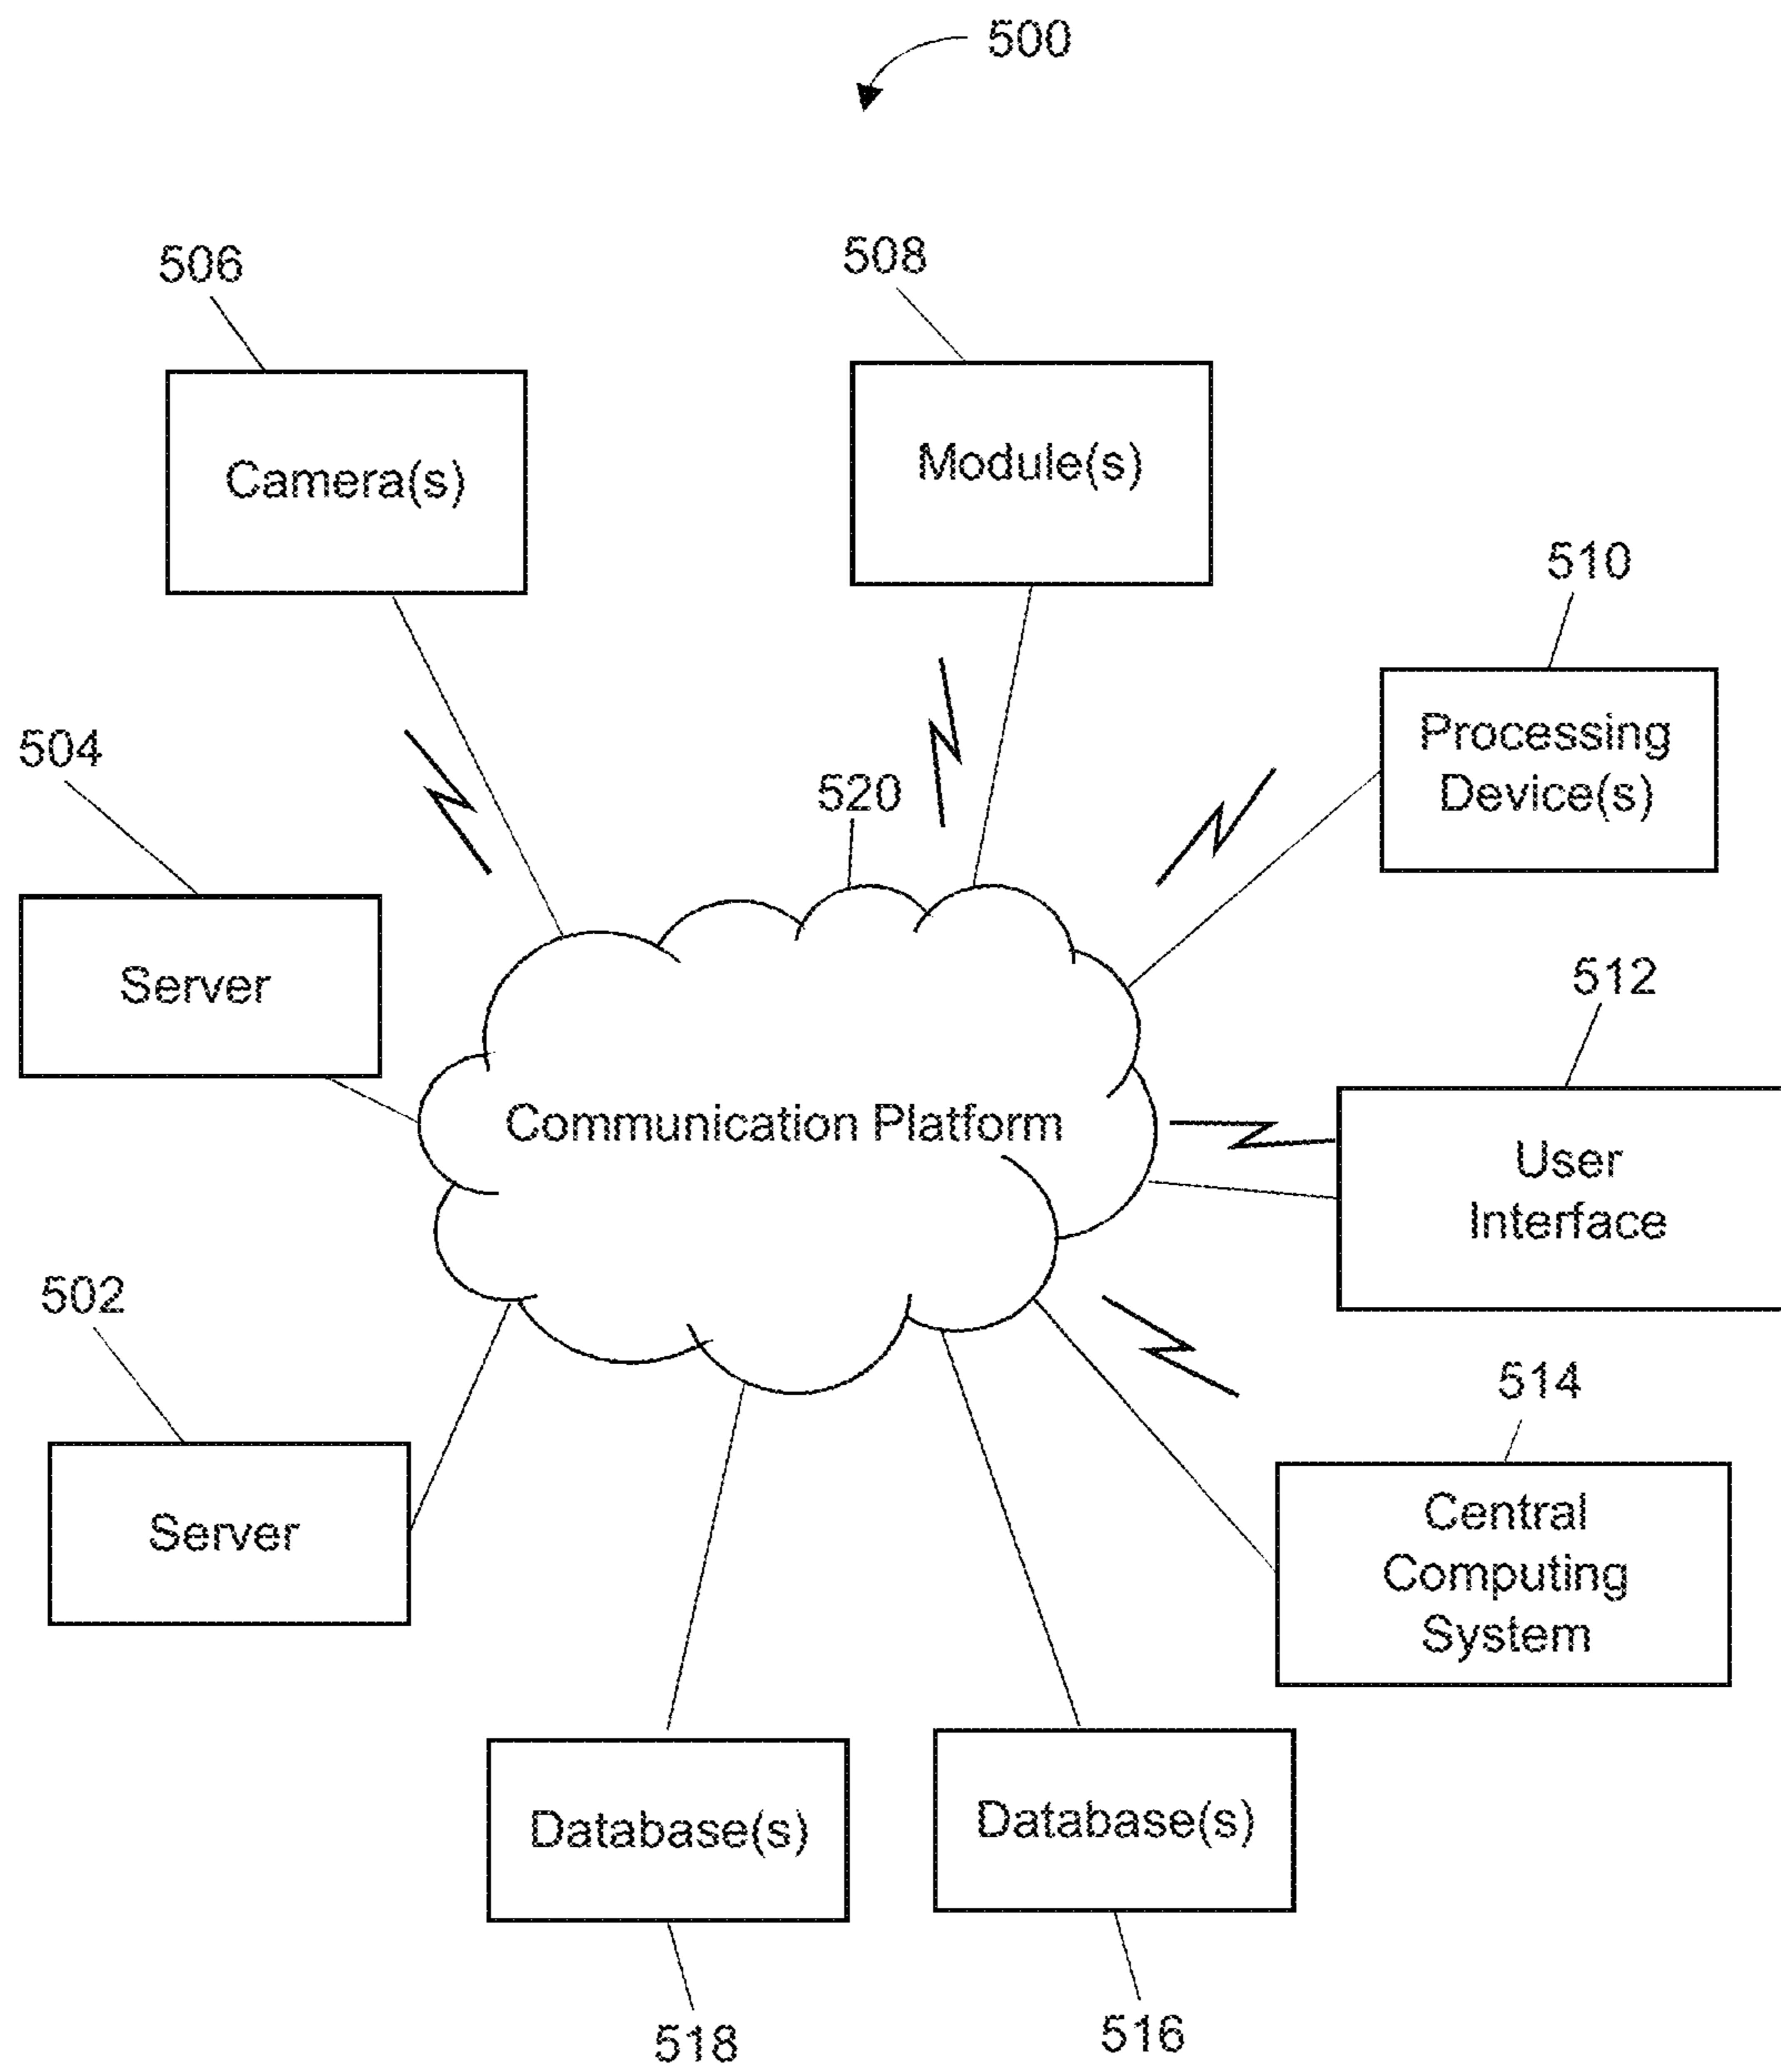 500
506
508
Camera(s)
Module(s)
510
Processing
Device(s)
504
520
Server
512
Communication Platform
User
Interface
502
514
Server
Central
Computing
System
Database(s)
Database(s)
518
516